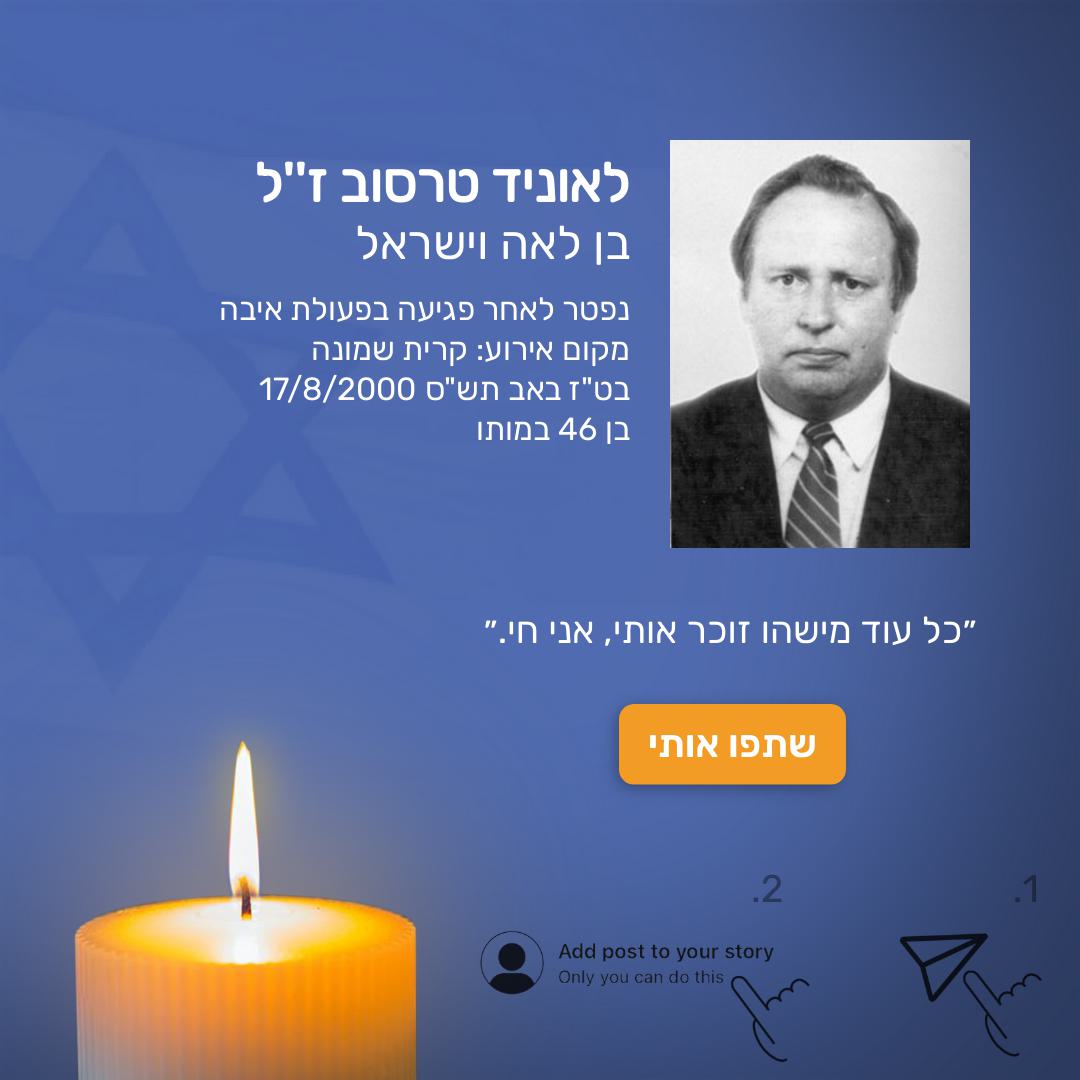 לאוניד טרסוב ז"ל
בן לאה וישראל
נפטר לאחר פגיעה בפעולת איבה
מקום אירוע: קרית שמונה
בט"ז באב תש"ס 17/8/2000
בן 46 במותו
״כל עוד מישהו זוכר אותי, אני חי.״
שתפו אותי
1.
2.
Add post to your story
Only you can do this